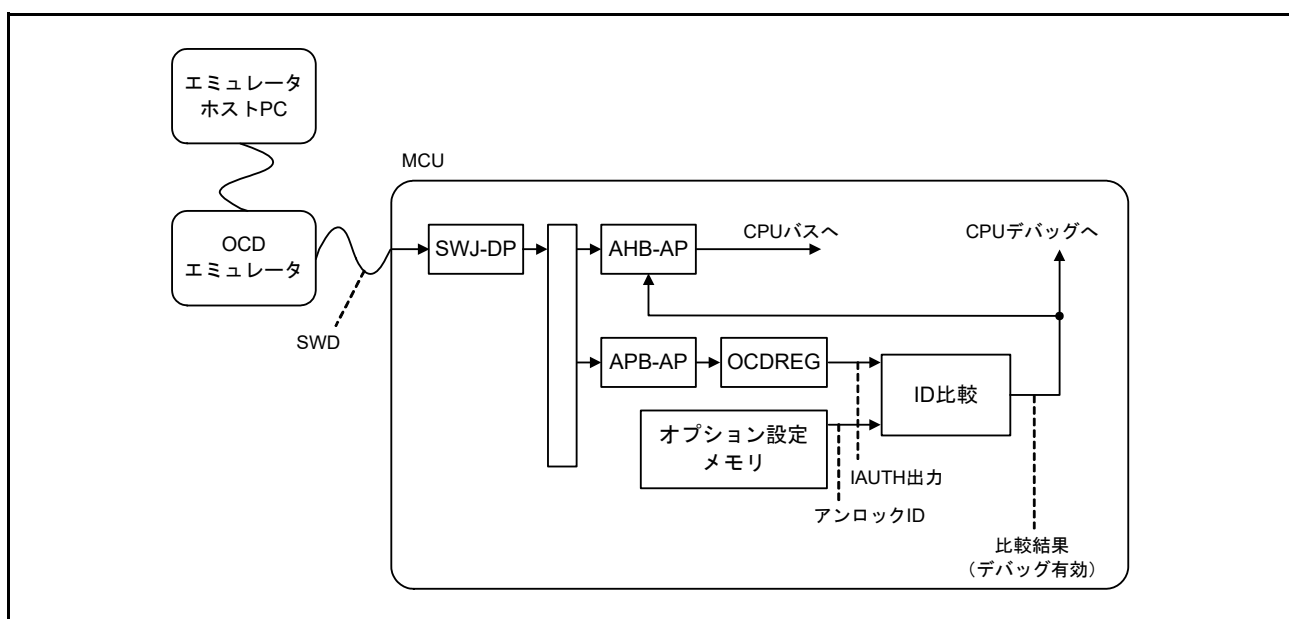 エミュレータ
ホストPC
MCU
OCD
エミュレータ
SWD
SWJ-DP
AHB-AP
CPUバスへ
CPUデバッグへ
APB-AP
OCDREG
ID比較
オプション設定
メモリ
IAUTH出力
アンロックID
比較結果
（デバッグ有効）